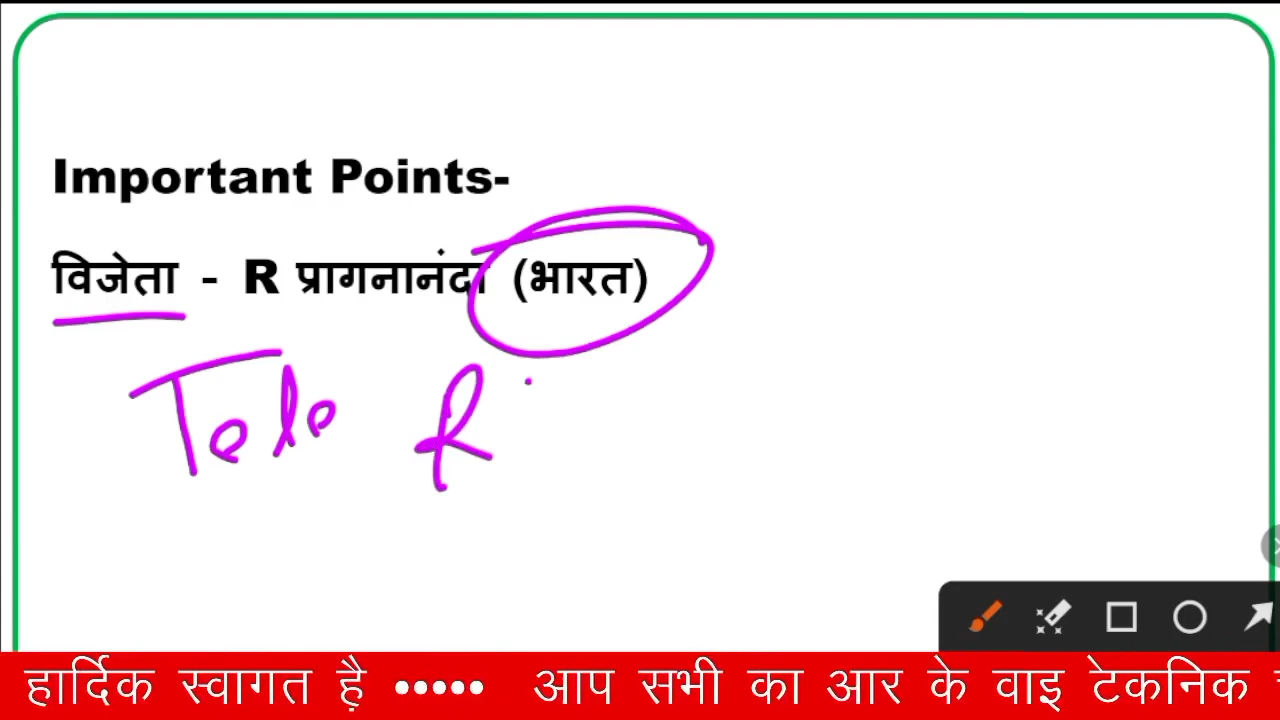 Important Points-
विजेता - R प्रागनानंदा (भारत)
Tele R
हार्दिक स्वागत है ••••• आप सभी का आर के वाइ टेकनिक